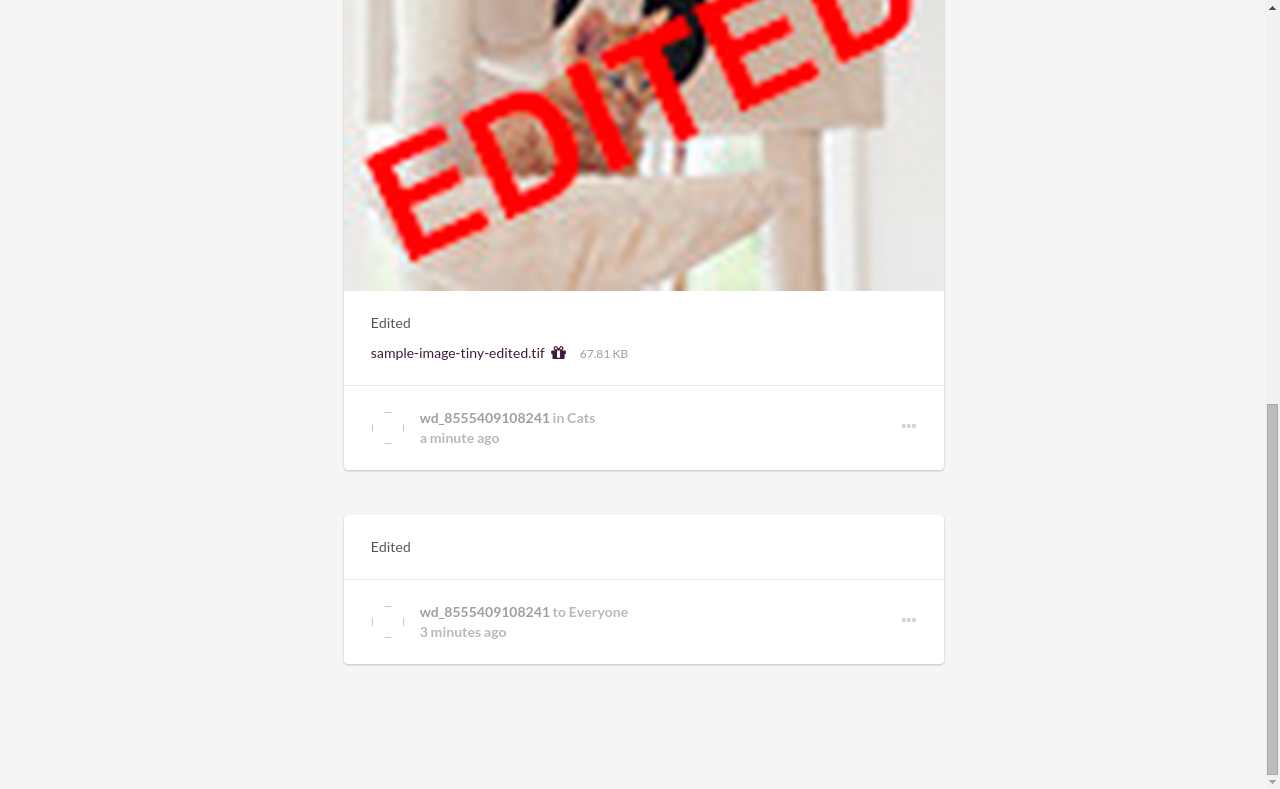 EDITED
Edited
sample-image-tiny-edited.tif 67.81 KB
wd_8555409108241 in Cats
a minute ago
Edited
wd_8555409108241 to Everyone
3 minutes ago